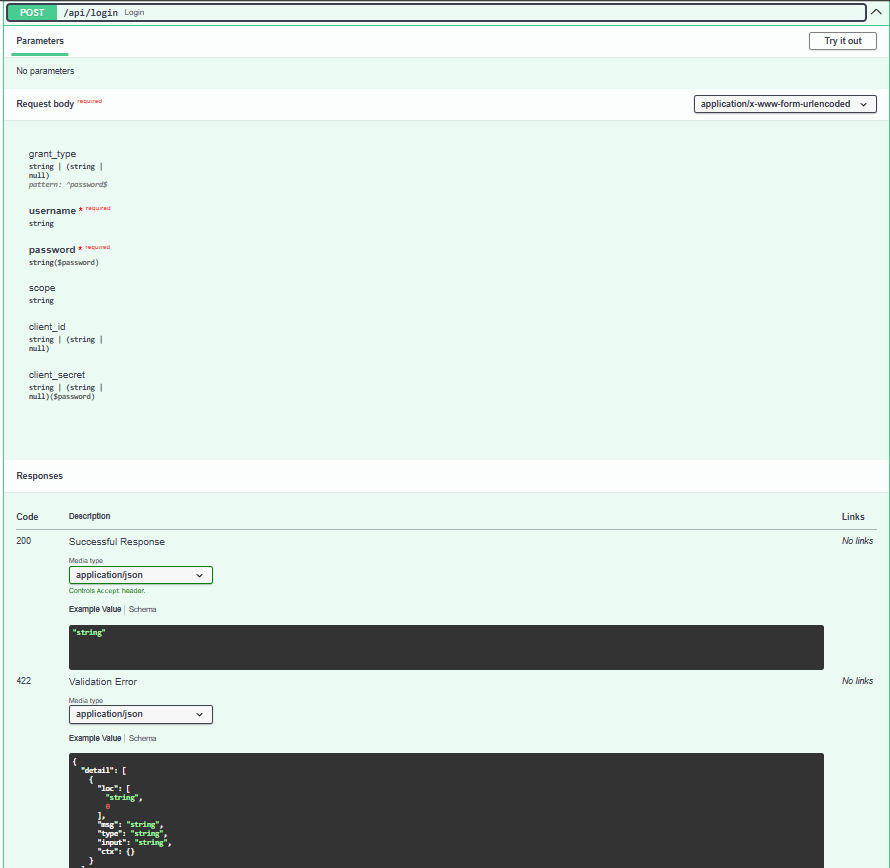 POST /api/login Login
Parameters
Try it out
No parameters
Request body required
application/x-www-form-urlencoded
grant_type
string | (string |
null)
pattern: ^password$
username * required
string
password * required
string($password)
scope
string
client_id
string | (string |
null)
client_secret
string | (string |
null)($password)
Responses
Code Description Links
200 Successful Response No links
Media type
application/json
Controls Accept header.
Example Value | Schema
"string"
422 Validation Error No links
Media type
application/json
Example Value | Schema
{
"detail": [
{
"loc": [
"string",
0
],
"msg": "string",
"type": "string",
"input": "string",
"ctx": {}
}